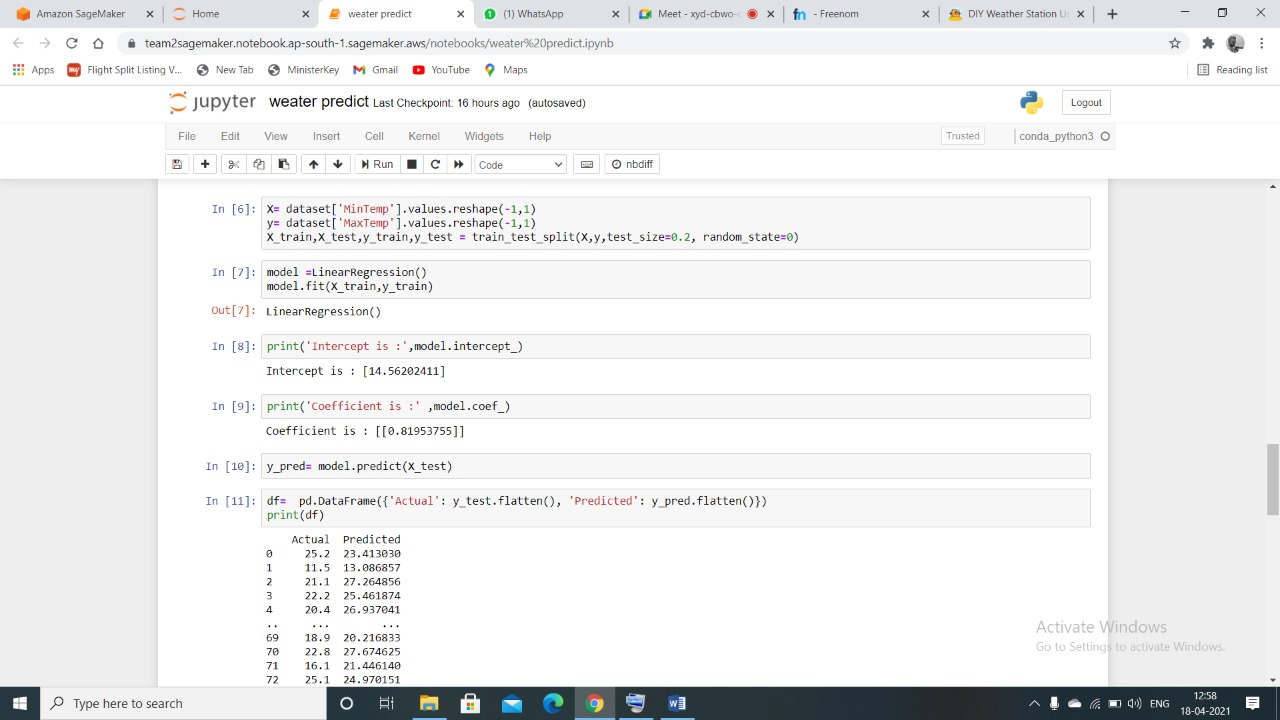 Amazon SageMaker
Home
weather predict
(1) WhatsApp
Meet - xyd-cbwo-
- Freenom
DIY Weather Station
team2sagemaker.notebook.ap-south-1.sagemaker.aws/notebooks/weater%20predict.ipynb
Apps
Flight Split Listing V...
New Tab
MinisterKey
Gmail
YouTube
Maps
Reading list
jupyter weather predict Last Checkpoint: 16 hours ago (autosaved)
Logout
File Edit View Insert Cell Kernel Widgets Help
Trusted
conda_python3
Run
Code
nbdiff
In [6]: X= dataset['MinTemp'].values.reshape(-1,1)
y= dataset['MaxTemp'].values.reshape(-1,1)
X_train,X_test,y_train,y_test = train_test_split(X,y,test_size=0.2, random_state=0)
In [7]: model =LinearRegression()
model.fit(X_train,y_train)
Out[7]: LinearRegression()
In [8]: print('Intercept is :',model.intercept_)
Intercept is : [14.56202411]
In [9]: print('Coefficient is :' ,model.coef_)
Coefficient is : [[0.81953755]]
In [10]: y_pred= model.predict(X_test)
In [11]: df=  pd.DataFrame({'Actual': y_test.flatten(), 'Predicted': y_pred.flatten()})
print(df)
Actual Predicted
0 25.2 23.413030
1 11.5 13.086857
2 21.1 27.264856
3 22.2 25.461874
4 20.4 26.937041
.. ... ...
69 18.9 20.216833
70 22.8 27.674625
71 16.1 21.446140
72 25.1 24.970151
Activate Windows
Go to Settings to activate Windows.
Type here to search
ENG
12:58
18-04-2021